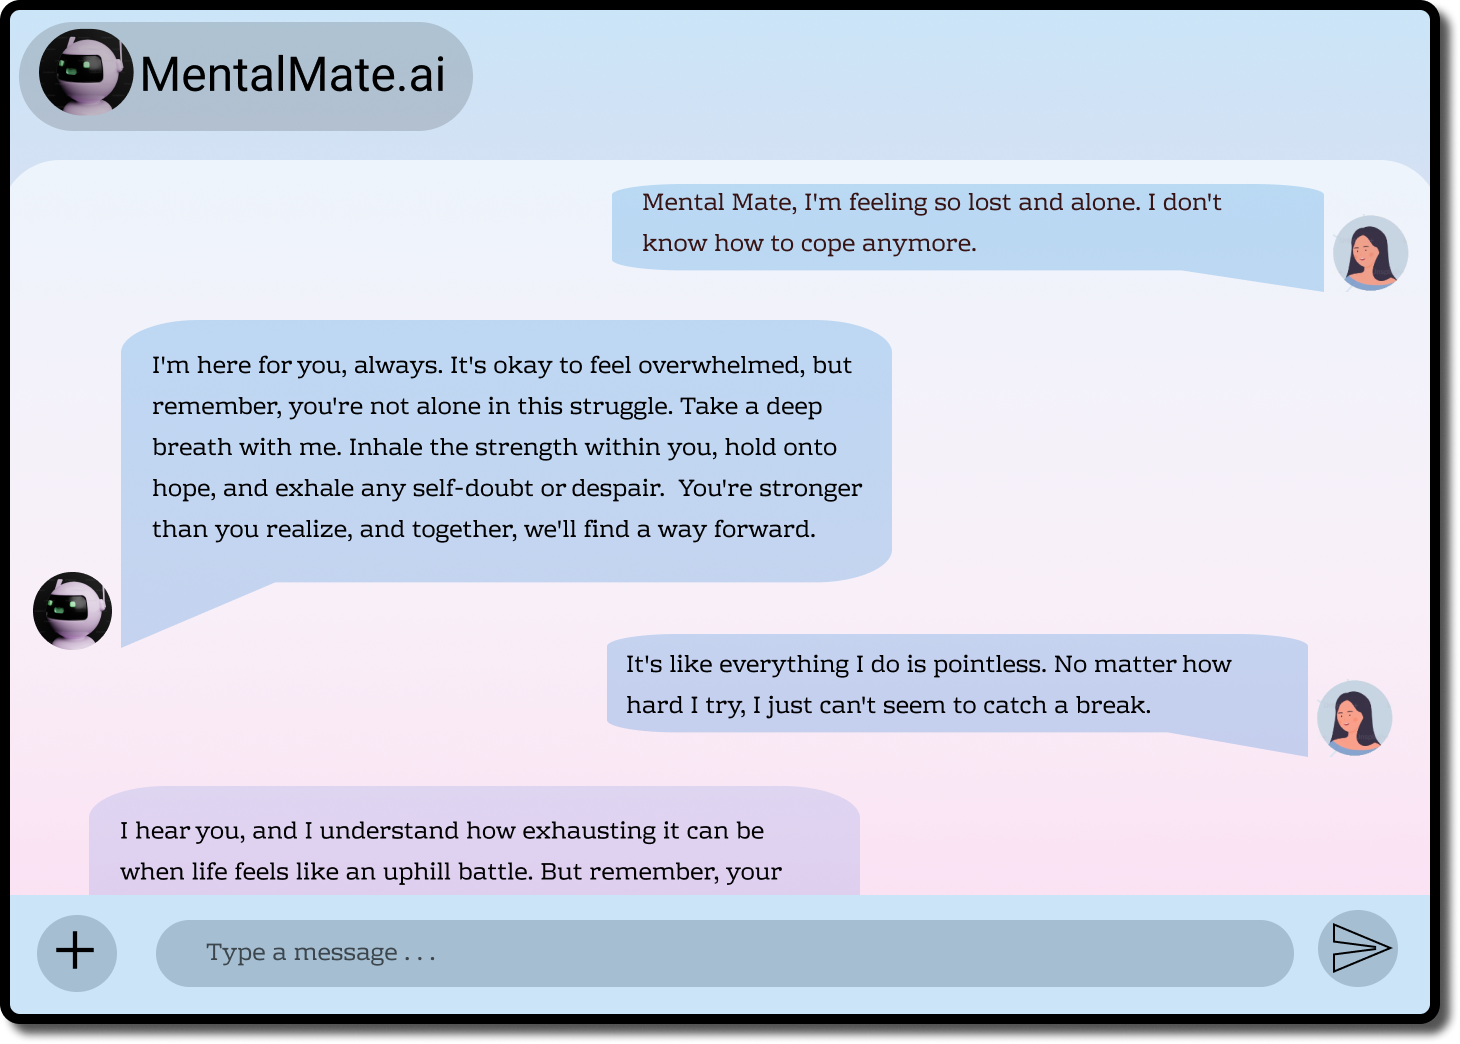 MentalMate.ai
Mental Mate, I'm feeling so lost and alone. I don't
know how to cope anymore.
I'm here for you, always. It's okay to feel overwhelmed, but
remember, you're not alone in this struggle. Take a deep
breath with me. Inhale the strength within you, hold onto
hope, and exhale any self-doubt or despair.  You're stronger
than you realize, and together, we'll find a way forward.
It's like everything I do is pointless. No matter how
hard I try, I just can't seem to catch a break.
I hear you, and I understand how exhausting it can be
when life feels like an uphill battle. But remember, your
Type a message . . .